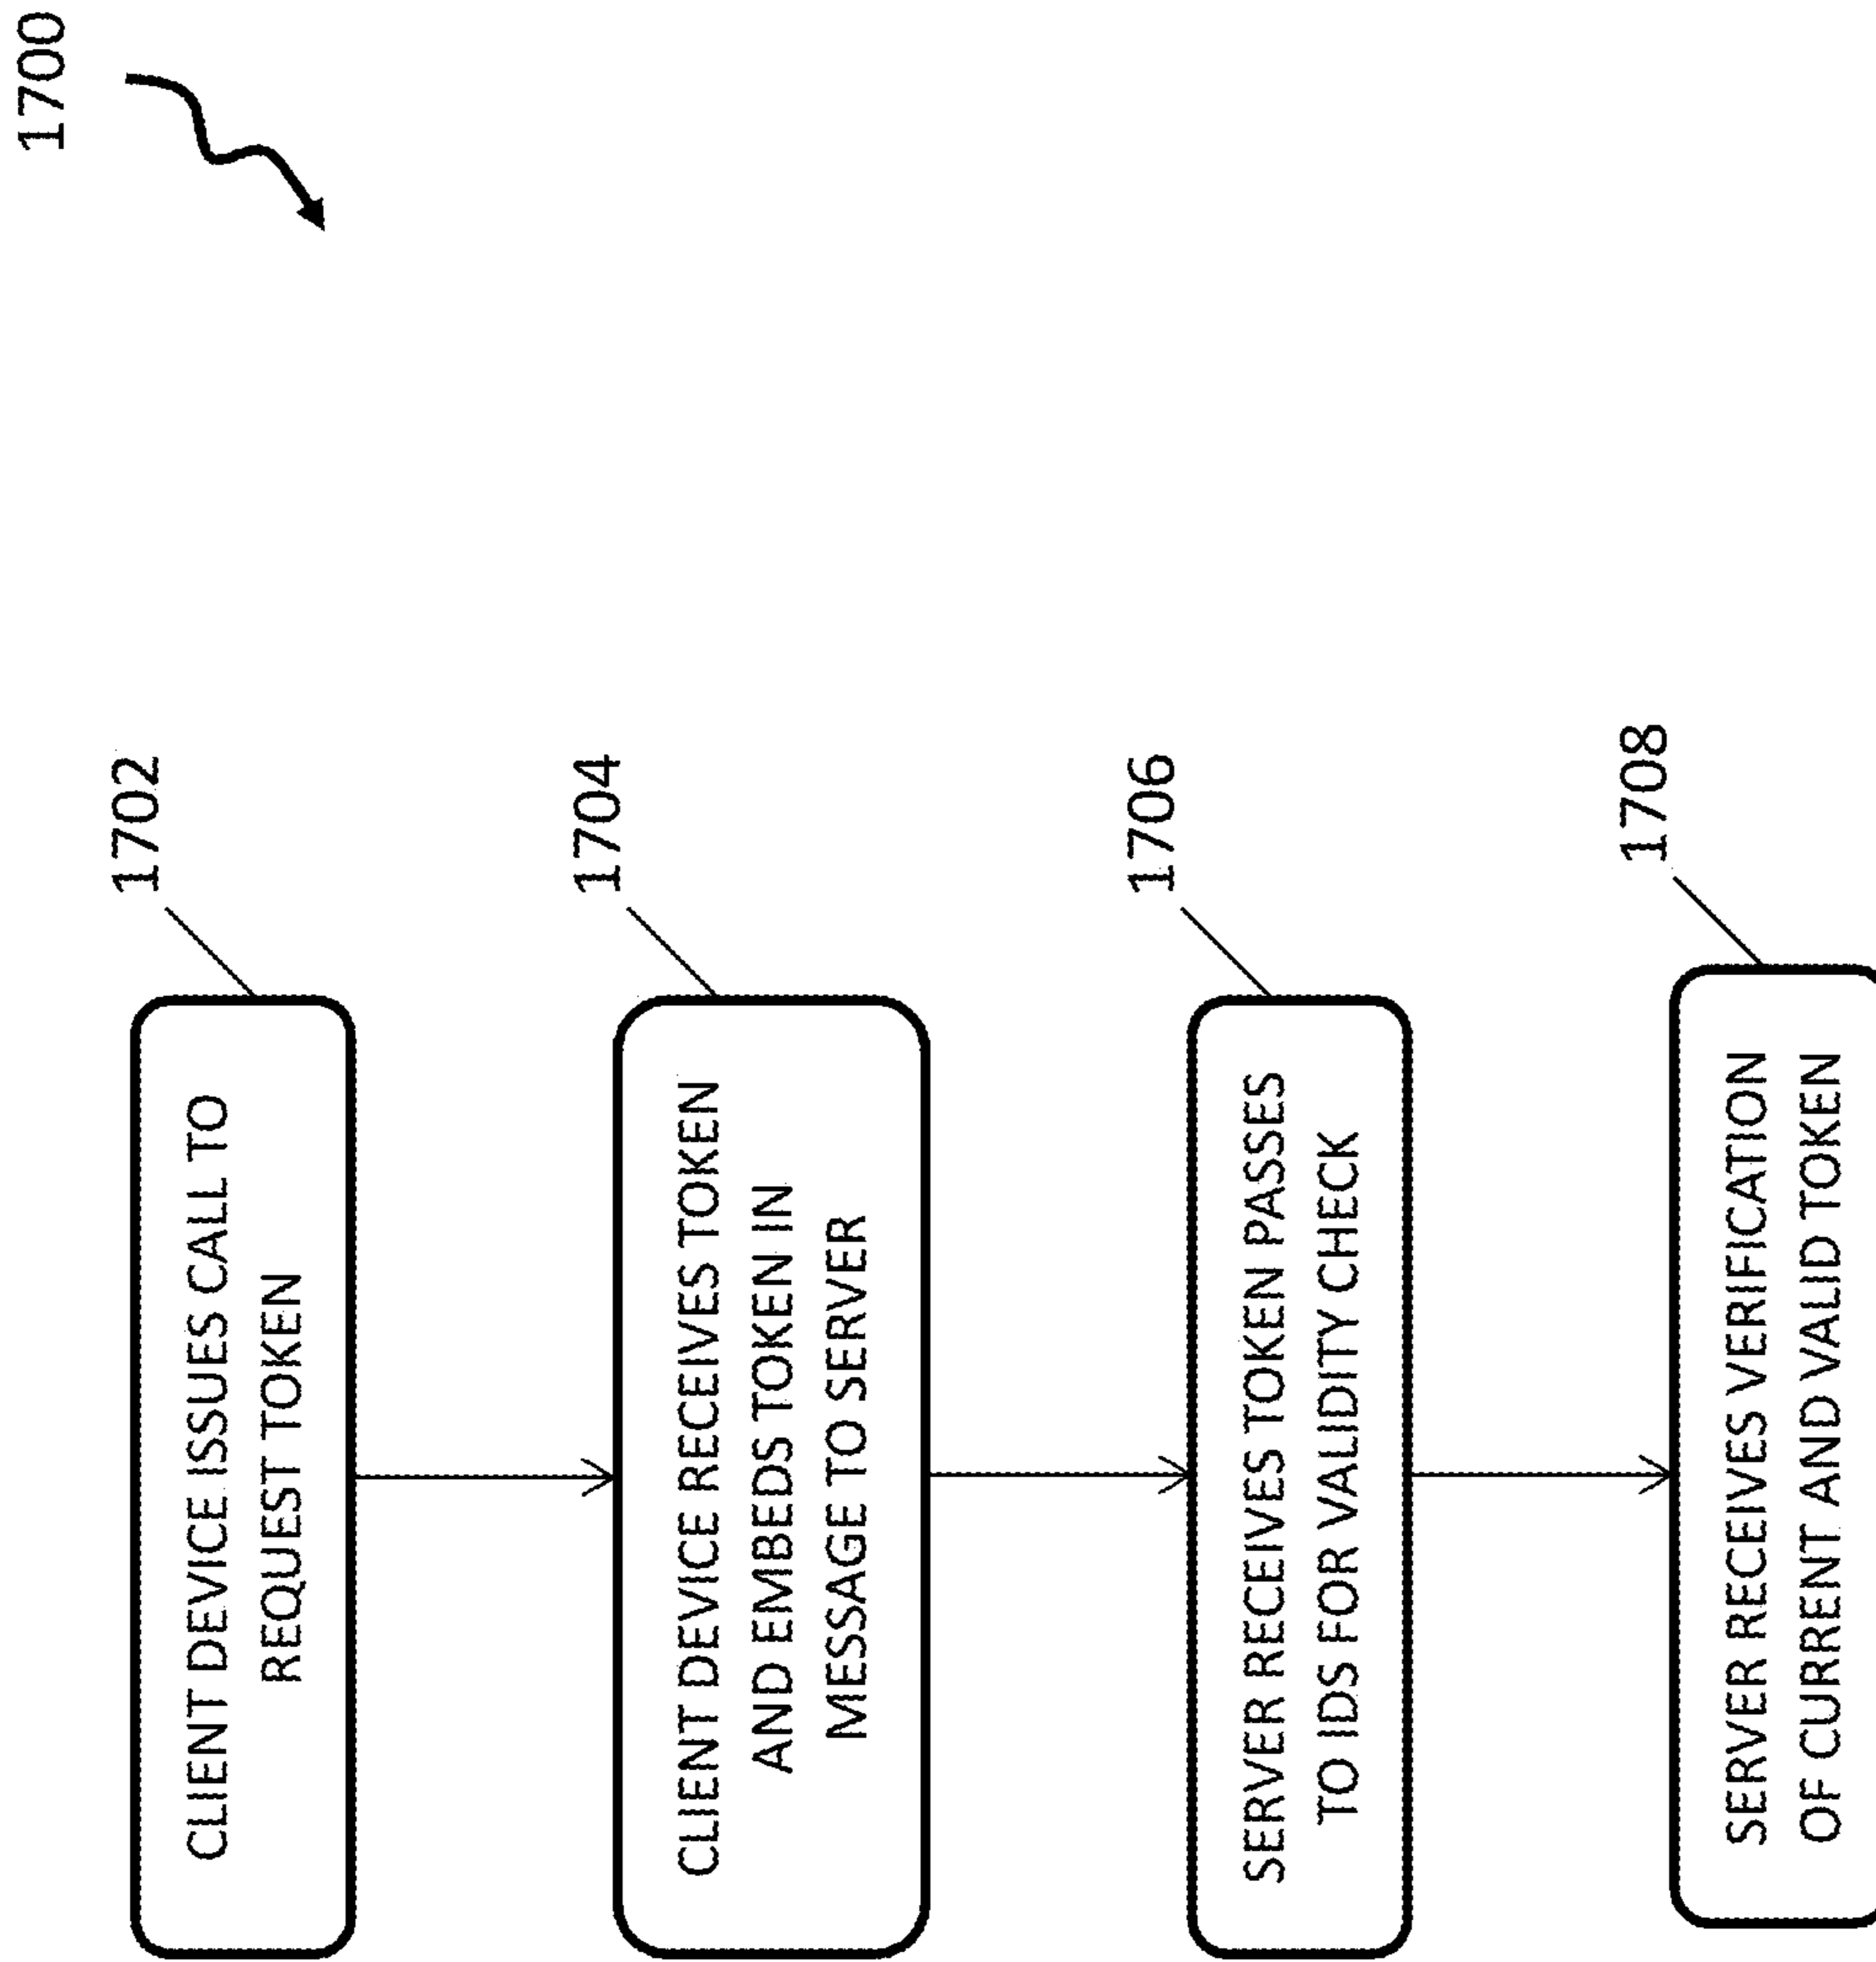 1700
1702
CLIENT DEVICE ISSUES CALL TO
REQUEST TOKEN
1704
CLIENT DEVICE RECEIVES TOKEN
AND EMBEDS TOKEN IN
MESSAGE TO SERVER
1706
SERVER RECEIVES TOKEN PASSES
TO IDS FOR VALIDITY CHECK
1708
SERVER RECEIVES VERIFICATION
OF CURRENT AND VALID TOKEN